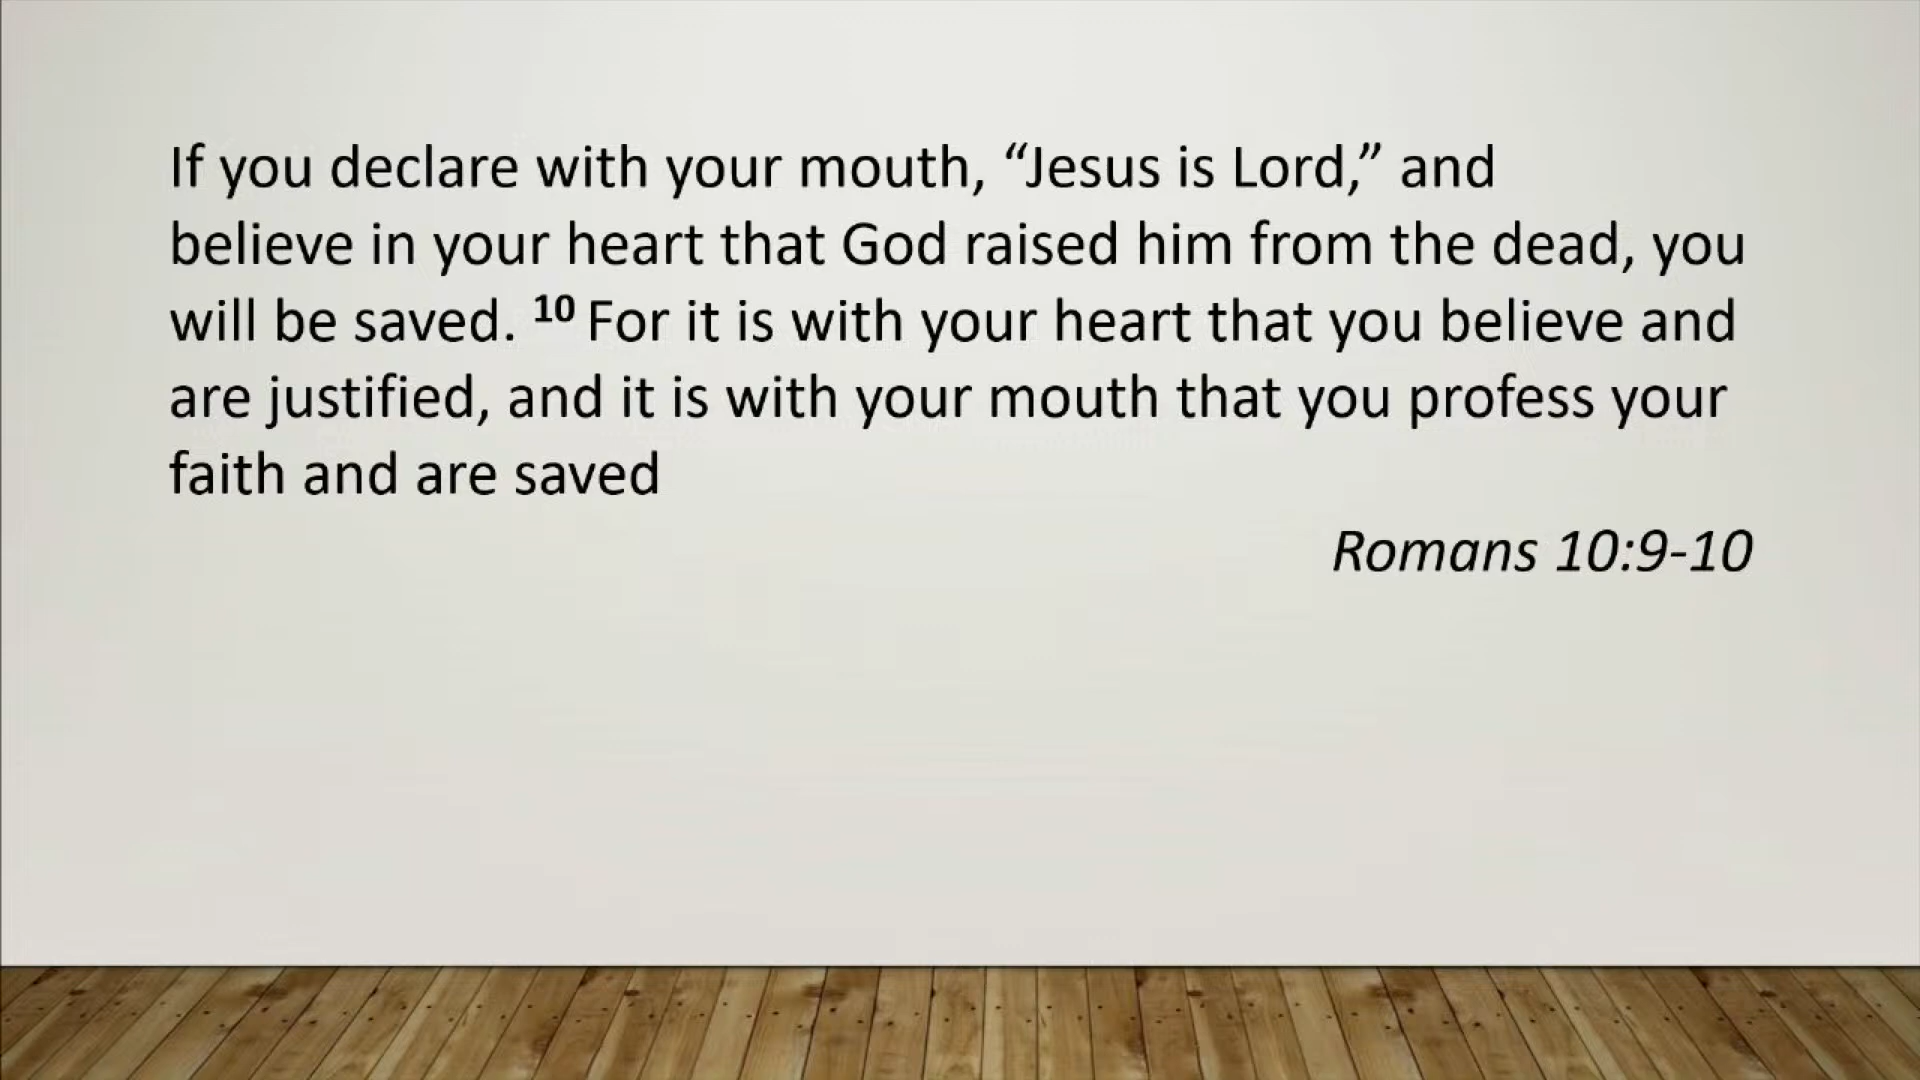 If you declare with your mouth, “Jesus is Lord,” and
believe in your heart that God raised him from the dead, you
will be saved. 10 For it is with your heart that you believe and
are justified, and it is with your mouth that you profess your
faith and are saved
Romans 10:9-10